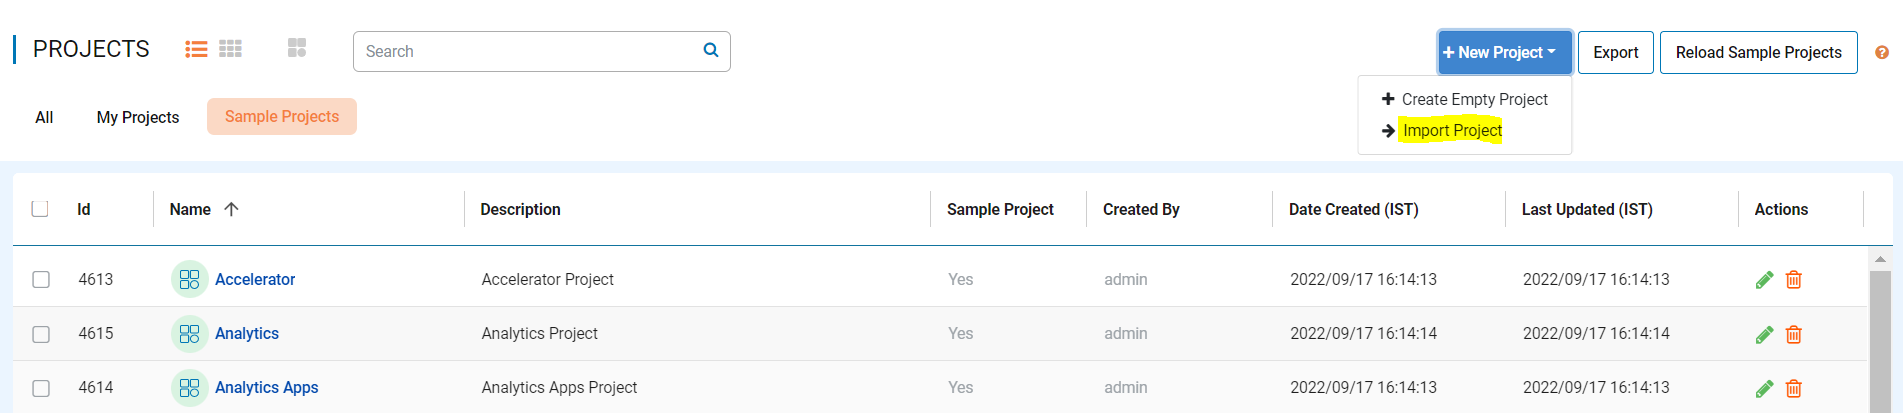 PROJECTS Search + New Project Export Reload Sample Projects ?
Create Empty Project
All My Projects Sample Projects
Import Project
Id Name Description Sample Project Created By Date Created (IST) Last Updated (IST) Actions
4613 Accelerator Accelerator Project Yes admin 2022/09/17 16:14:13 2022/09/17 16:14:13
4615 Analytics Analytics Project Yes admin 2022/09/17 16:14:14 2022/09/17 16:14:14
4614 Analytics Apps Analytics Apps Project Yes admin 2022/09/17 16:14:13 2022/09/17 16:14:13